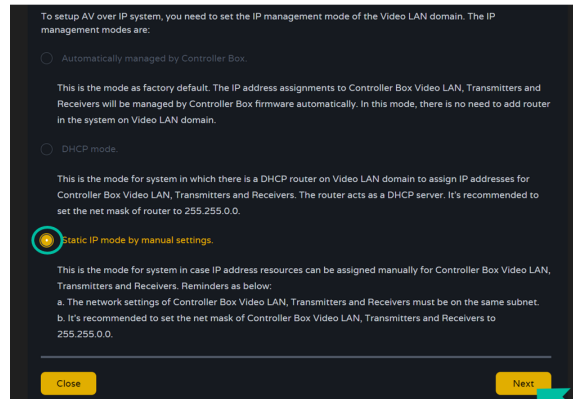 To setup AV over IP system, you need to set the IP management mode of the Video LAN domain. The IP
management modes are:
Automatically managed by Controller Box.
This is the mode as factory default. The IP address assignments to Controller Box Video LAN, Transmitters and
Receivers will be managed by Controller Box firmware automatically. In this mode, there is no need to add router
in the system on Video LAN domain.
DHCP mode.
This is the mode for system in which there is a DHCP router on Video LAN domain to assign IP addresses for
Controller Box Video LAN, Transmitters and Receivers. The router acts as a DHCP server. It's recommended to
set the net mask of router to 255.255.0.0.
Static IP mode by manual settings.
This is the mode for system in case IP address resources can be assigned manually for Controller Box Video LAN,
Transmitters and Receivers. Reminders as below:
a. The network settings of Controller Box Video LAN, Transmitters and Receivers must be on the same subnet.
b. It's recommended to set the net mask of Controller Box Video LAN, Transmitters and Receivers to
255.255.0.0.
Close
Next